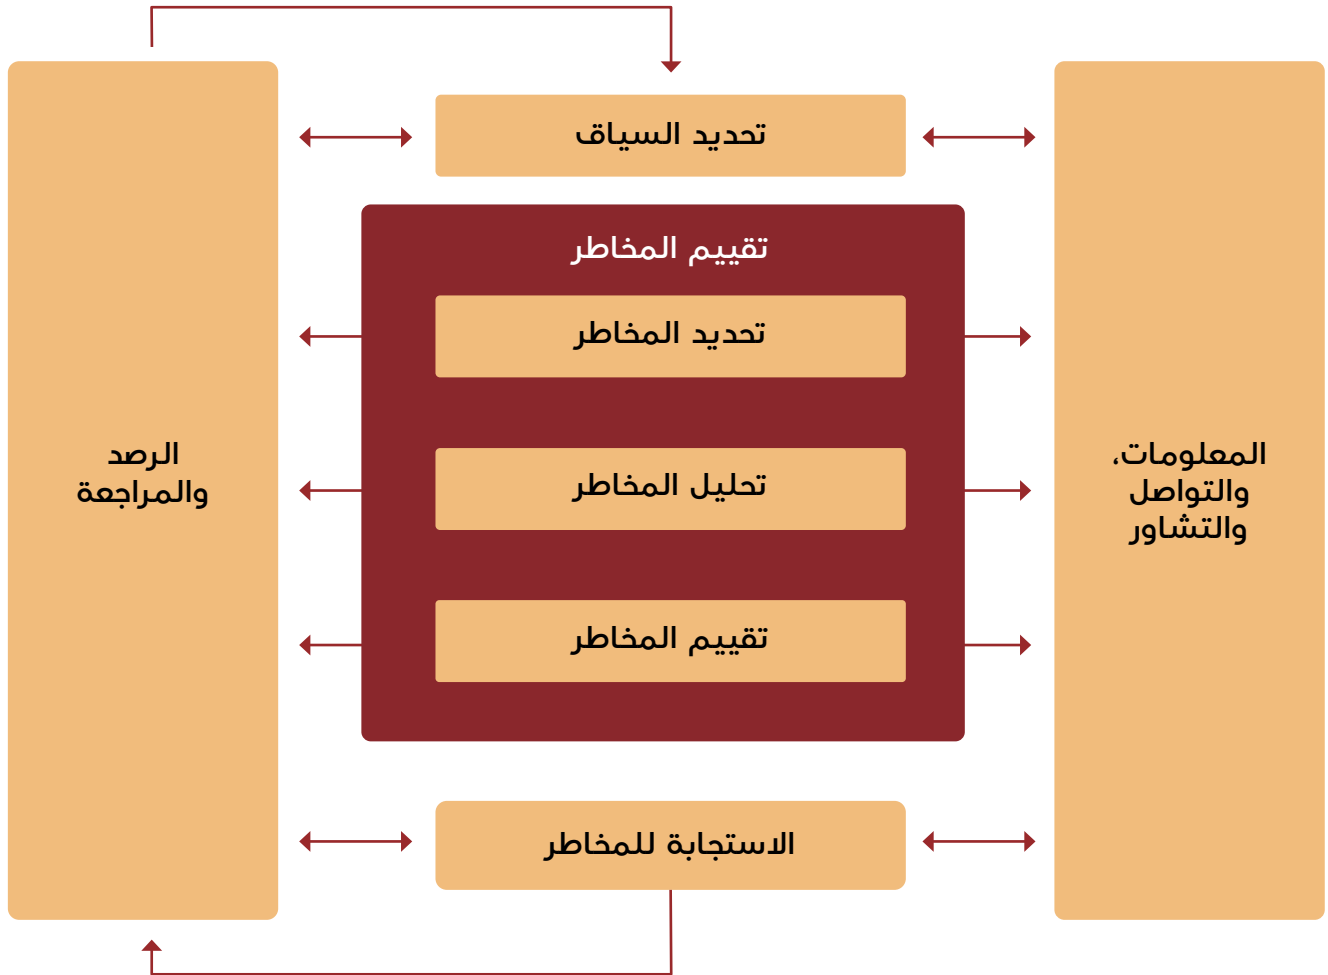 تحديد السياق
تقييم المخاطر
تحديد المخاطر
تحليل المخاطر
تقييم المخاطر
الاستجابة للمخاطر
المعلومات،
والتواصل
والتشاور
الرصد
والمراجعة